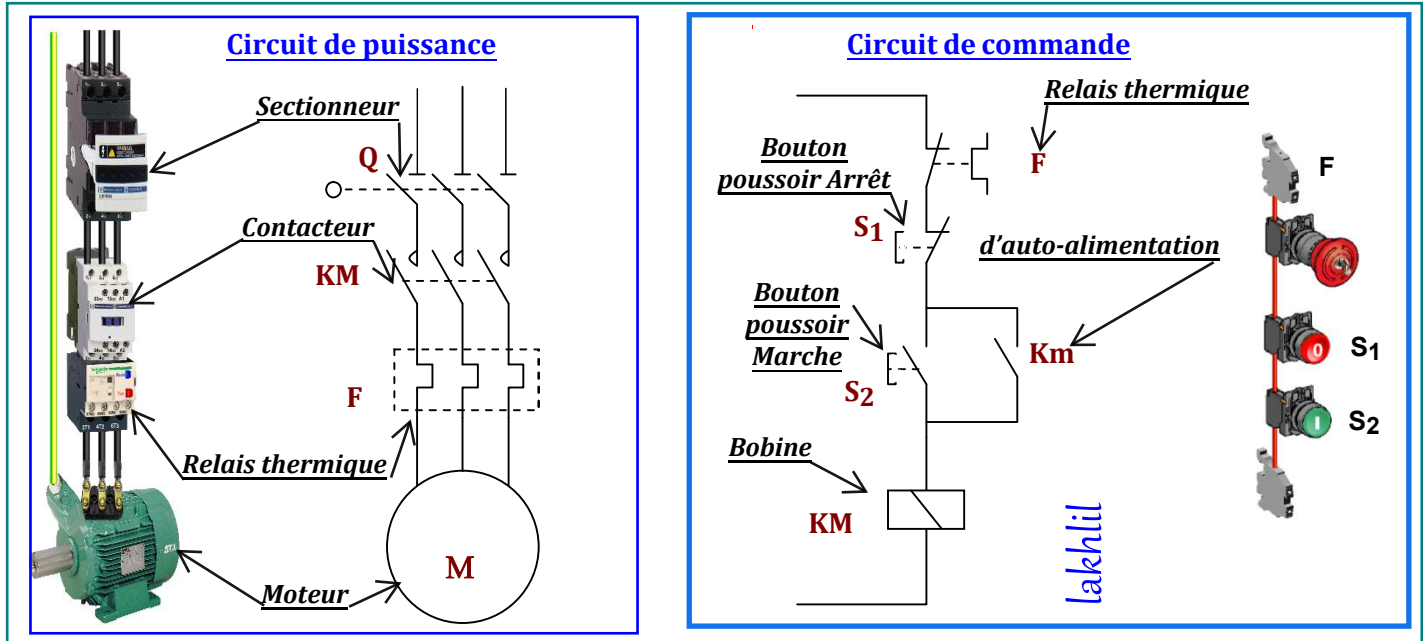 Circuit de puissance
Sectionneur
Q
Contacteur
KM
F
Relais thermique
M
Moteur
Circuit de commande
Relais thermique
F
Bouton
poussoir Arrêt
S1
d'auto-alimentation
Bouton
poussoir
Marche
S2
Km
Bobine
KM
lakhlil
F
0
S1
I
S2